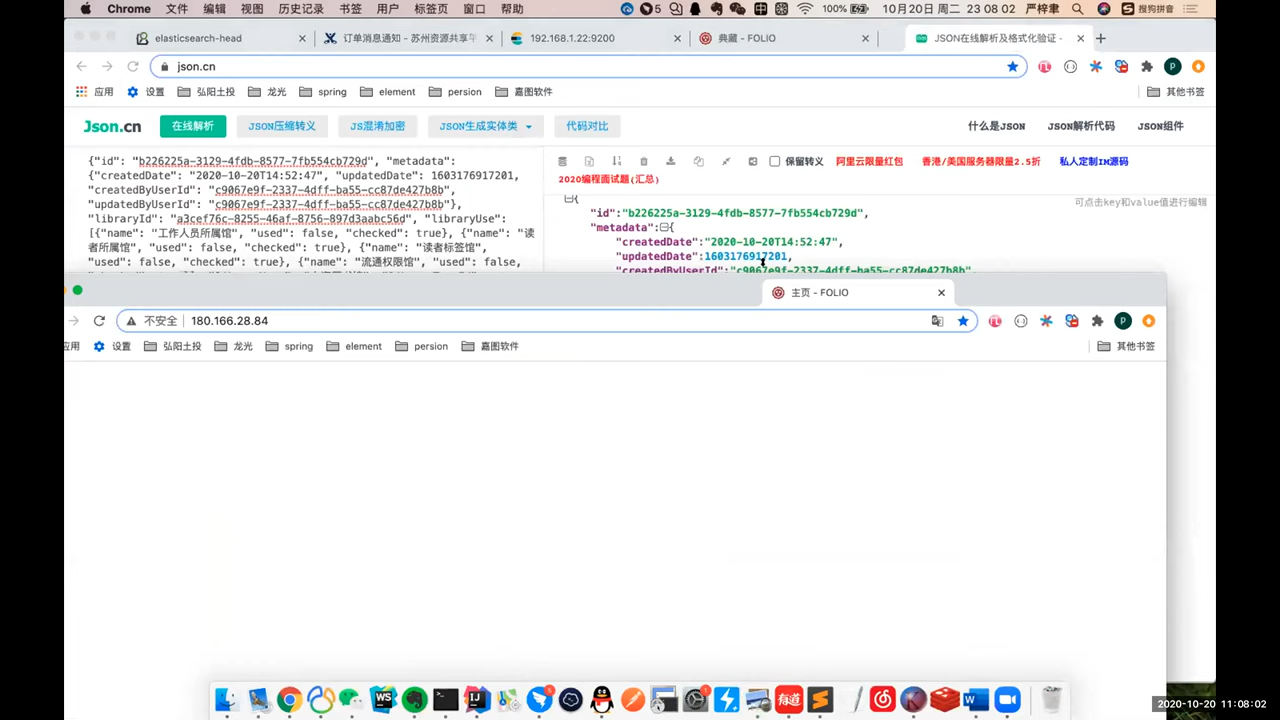 Chrome 文件 编辑 视图 历史记录 书签 用户 标签页 窗口 帮助 5 100% 10月20日 周二 23 08 02 严梓聿 搜狗拼音
elasticsearch-head
订单消息通知 - 苏州资源共享平
192.168.1.22:9200
典藏 - FOLIO
JSON在线解析及格式化验证 -
json.cn
应用 设置 弘阳土投 龙光 spring element persion 嘉图软件 其他书签
Json.cn 在线解析 JSON压缩转义 JS混淆加密 JSON生成实体类 代码对比 什么是JSON JSON解析代码 JSON组件
{"id": "b226225a-3129-4fdb-8577-7fb554cb729d", "metadata":
{"createdDate": "2020-10-20T14:52:47", "updatedDate": 1603176917201,
"createdByUserId": "c9067e9f-2337-4dff-ba55-cc87de427b8b",
"updatedByUserId": "c9067e9f-2337-4dff-ba55-cc87de427b8b"},
"libraryId": "a3cef76c-8255-46af-8756-897d3aabc56d", "libraryUse":
[{"name": "工作人员所属馆", "used": false, "checked": true}, {"name": "读
者所属馆", "used": false, "checked": true}, {"name": "读者标签馆",
"used": false, "checked": true}, {"name": "流通权限馆", "used": false,
保留转义 阿里云限量红包 香港/美国服务器限量2.5折 私人定制IM源码
2020编程面试题(汇总)
可点击key和value值进行编辑
{
"id":"b226225a-3129-4fdb-8577-7fb554cb729d",
"metadata":{
"createdDate":"2020-10-20T14:52:47",
"updatedDate":1603176917201,
"createdByUserId":"c9067e9f-2337-4dff-ba55-cc87de427b8b",
主页 - FOLIO
不安全 180.166.28.84
应用 设置 弘阳土投 龙光 spring element persion 嘉图软件 其他书签
WS IJ 有道 W
2020-10-20 11:08:02